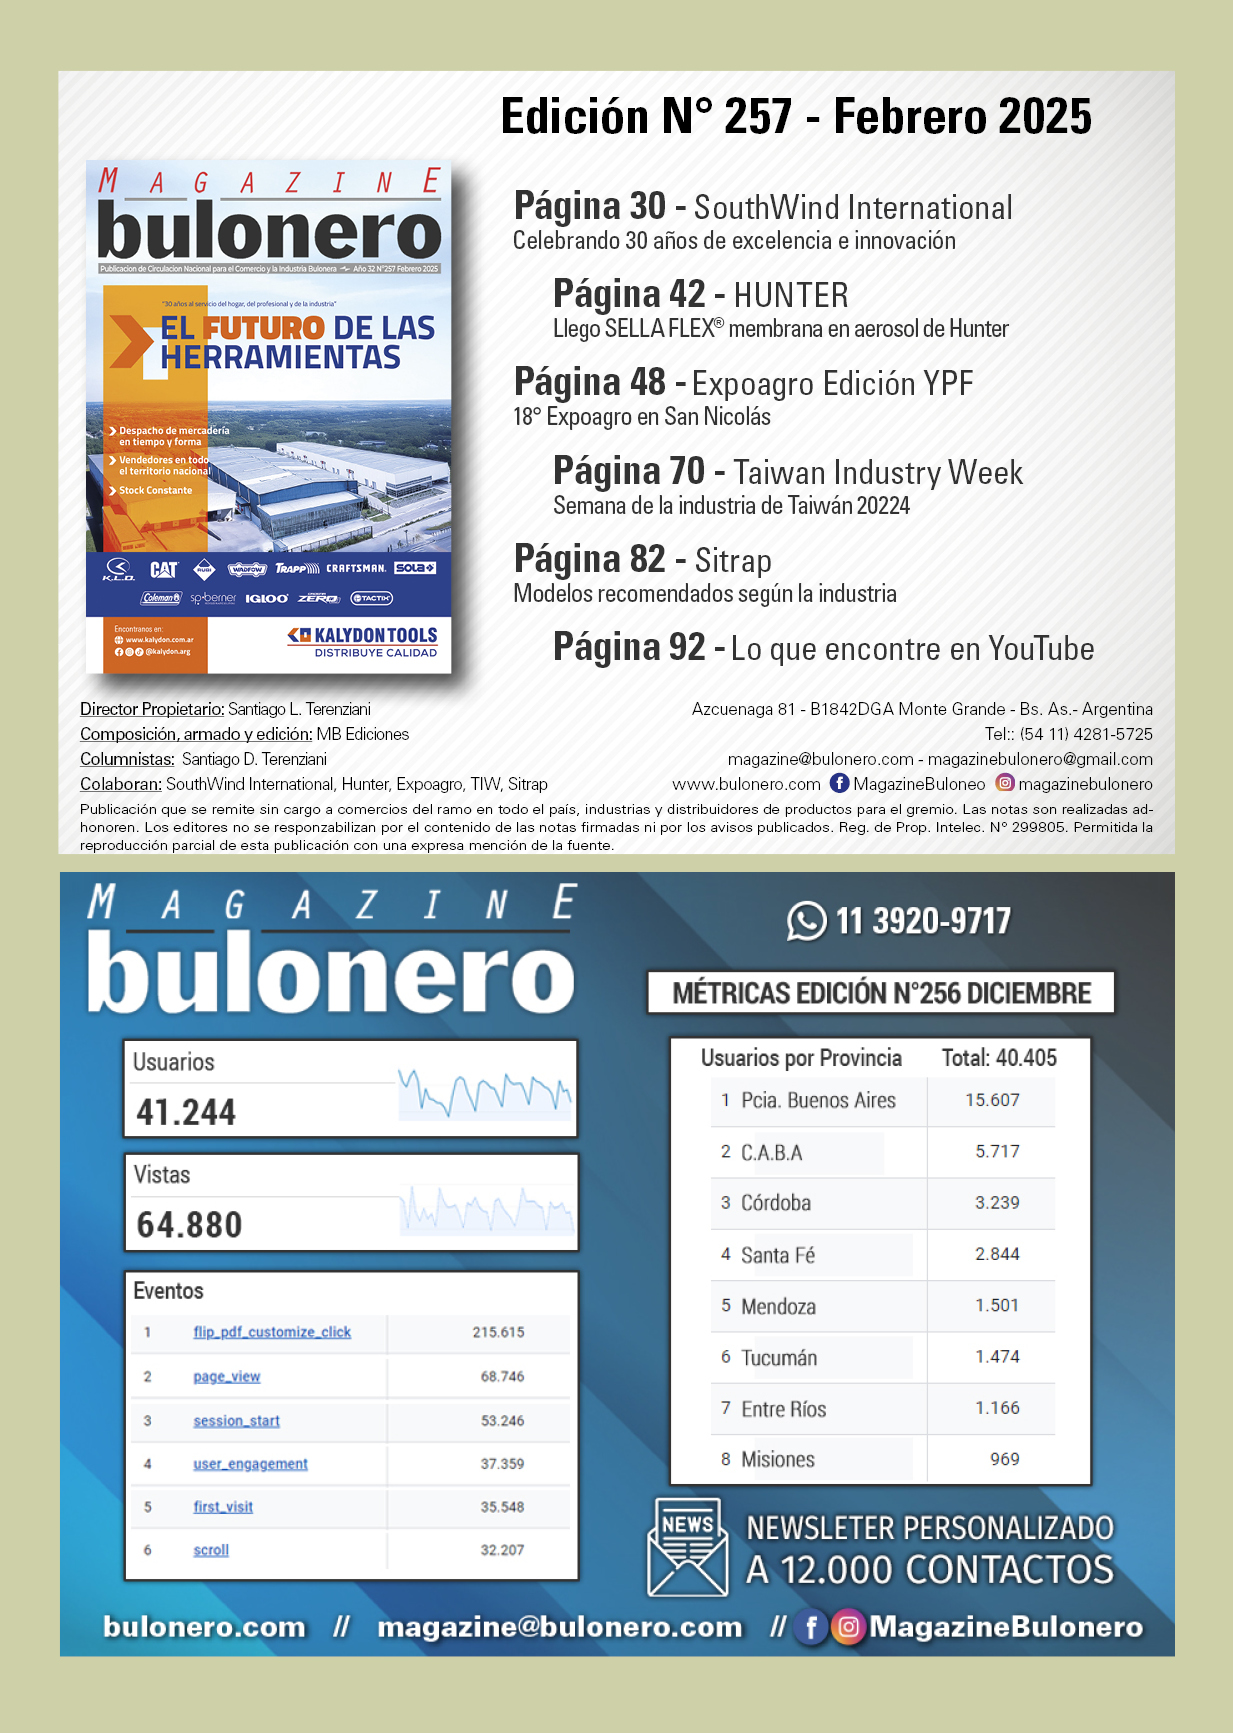 Edición N° 257 - Febrero 2025
MAGAZINE
bulonero
Publicacion de Circulacion Nacional para el Comercio y la Industria Bulonera Año 32 N°257 Febrero 2025
"30 años al servicio del hogar, del profesional y de la industria"
EL FUTURO DE LAS
HERRAMIENTAS
Despacho de mercadería
en tiempo y forma
Vendedores en todo
el territorio nacional
Stock Constante
K.L.D. CAT RUBI WADFOW TRAPP CRAFTSMAN. SOLA
Coleman sp-berner IGLOO ZERO TACTIX
Encontranos en:
www.kalydon.com.ar
@kalydon.arg
KALYDON TOOLS
DISTRIBUYE CALIDAD
Página 30 - SouthWind International
Celebrando 30 años de excelencia e innovación
Página 42 - HUNTER
Llego SELLA FLEX® membrana en aerosol de Hunter
Página 48 - Expoagro Edición YPF
18° Expoagro en San Nicolás
Página 70 - Taiwan Industry Week
Semana de la industria de Taiwán 20224
Página 82 - Sitrap
Modelos recomendados según la industria
Página 92 - Lo que encontre en YouTube
Director Propietario: Santiago L. Terenziani
Composición, armado y edición: MB Ediciones
Columnistas: Santiago D. Terenziani
Colaboran: SouthWind International, Hunter, Expoagro, TIW, Sitrap
Azcuenaga 81 - B1842DGA Monte Grande - Bs. As.- Argentina
Tel:: (54 11) 4281-5725
magazine@bulonero.com - magazinebulonero@gmail.com
www.bulonero.com MagazineBuloneo magazinebulonero
Publicación que se remite sin cargo a comercios del ramo en todo el país, industrias y distribuidores de productos para el gremio. Las notas son realizadas ad-
honoren. Los editores no se responzabilizan por el contenido de las notas firmadas ni por los avisos publicados. Reg. de Prop. Intelec. N° 299805. Permitida la
reproducción parcial de esta publicación con una expresa mención de la fuente.
MAGAZINE
bulonero
Usuarios
41.244
Vistas
64.880
Eventos
1 flip_pdf_customize_click 215.615
2 page_view 68.746
3 session_start 53.246
4 user_engagement 37.359
5 first_visit 35.548
6 scroll 32.207
11 3920-9717
MÉTRICAS EDICIÓN N°256 DICIEMBRE
Usuarios por Provincia Total: 40.405
1 Pcia. Buenos Aires 15.607
2 C.A.B.A 5.717
3 Córdoba 3.239
4 Santa Fé 2.844
5 Mendoza 1.501
6 Tucumán 1.474
7 Entre Ríos 1.166
8 Misiones 969
NEWS
NEWSLETER PERSONALIZADO
A 12.000 CONTACTOS
bulonero.com // magazine@bulonero.com // MagazineBulonero